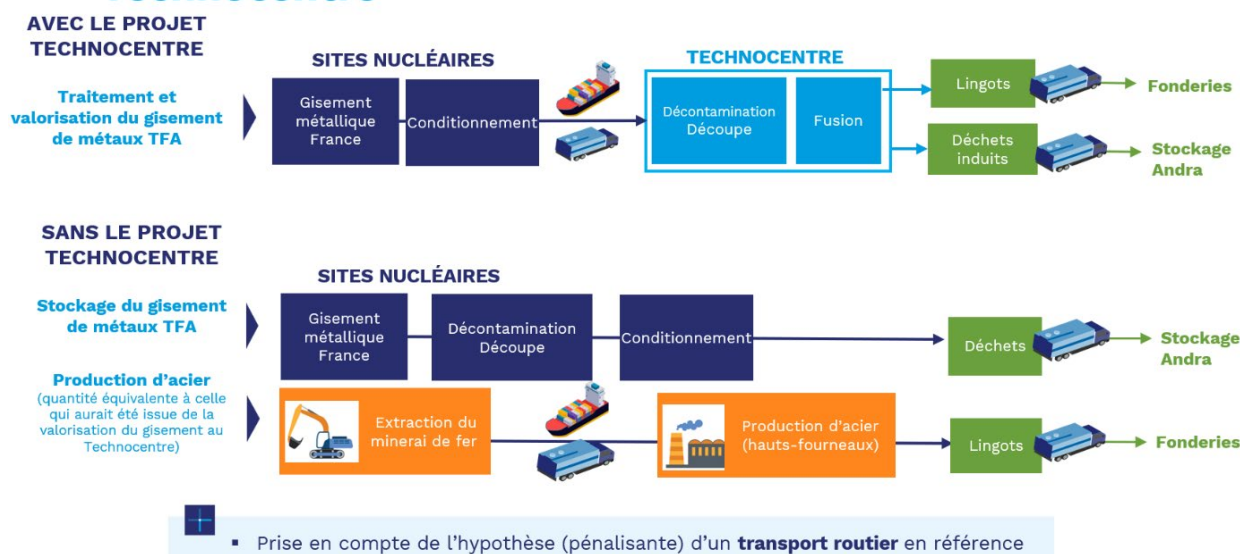 Technocentre
AVEC LE PROJET
TECHNOCENTRE
Traitement et
valorisation du gisement
de métaux TFA
SITES NUCLÉAIRES
Gisement
métallique
France
Conditionnement
TECHNOCENTRE
Décontamination
Découpe
Fusion
Lingots
Fonderies
Déchets
induits
Stockage
Andra
SANS LE PROJET
TECHNOCENTRE
Stockage du gisement
de métaux TFA
SITES NUCLÉAIRES
Gisement
métallique
France
Décontamination
Découpe
Conditionnement
Déchets
Stockage
Andra
Production d'acier
(quantité équivalente à celle
qui aurait été issue de la
valorisation du gisement au
Technocentre)
Extraction du
minerai de fer
Production d'acier
(hauts-fourneaux)
Lingots
Fonderies
▪ Prise en compte de l'hypothèse (pénalisante) d'un transport routier en référence